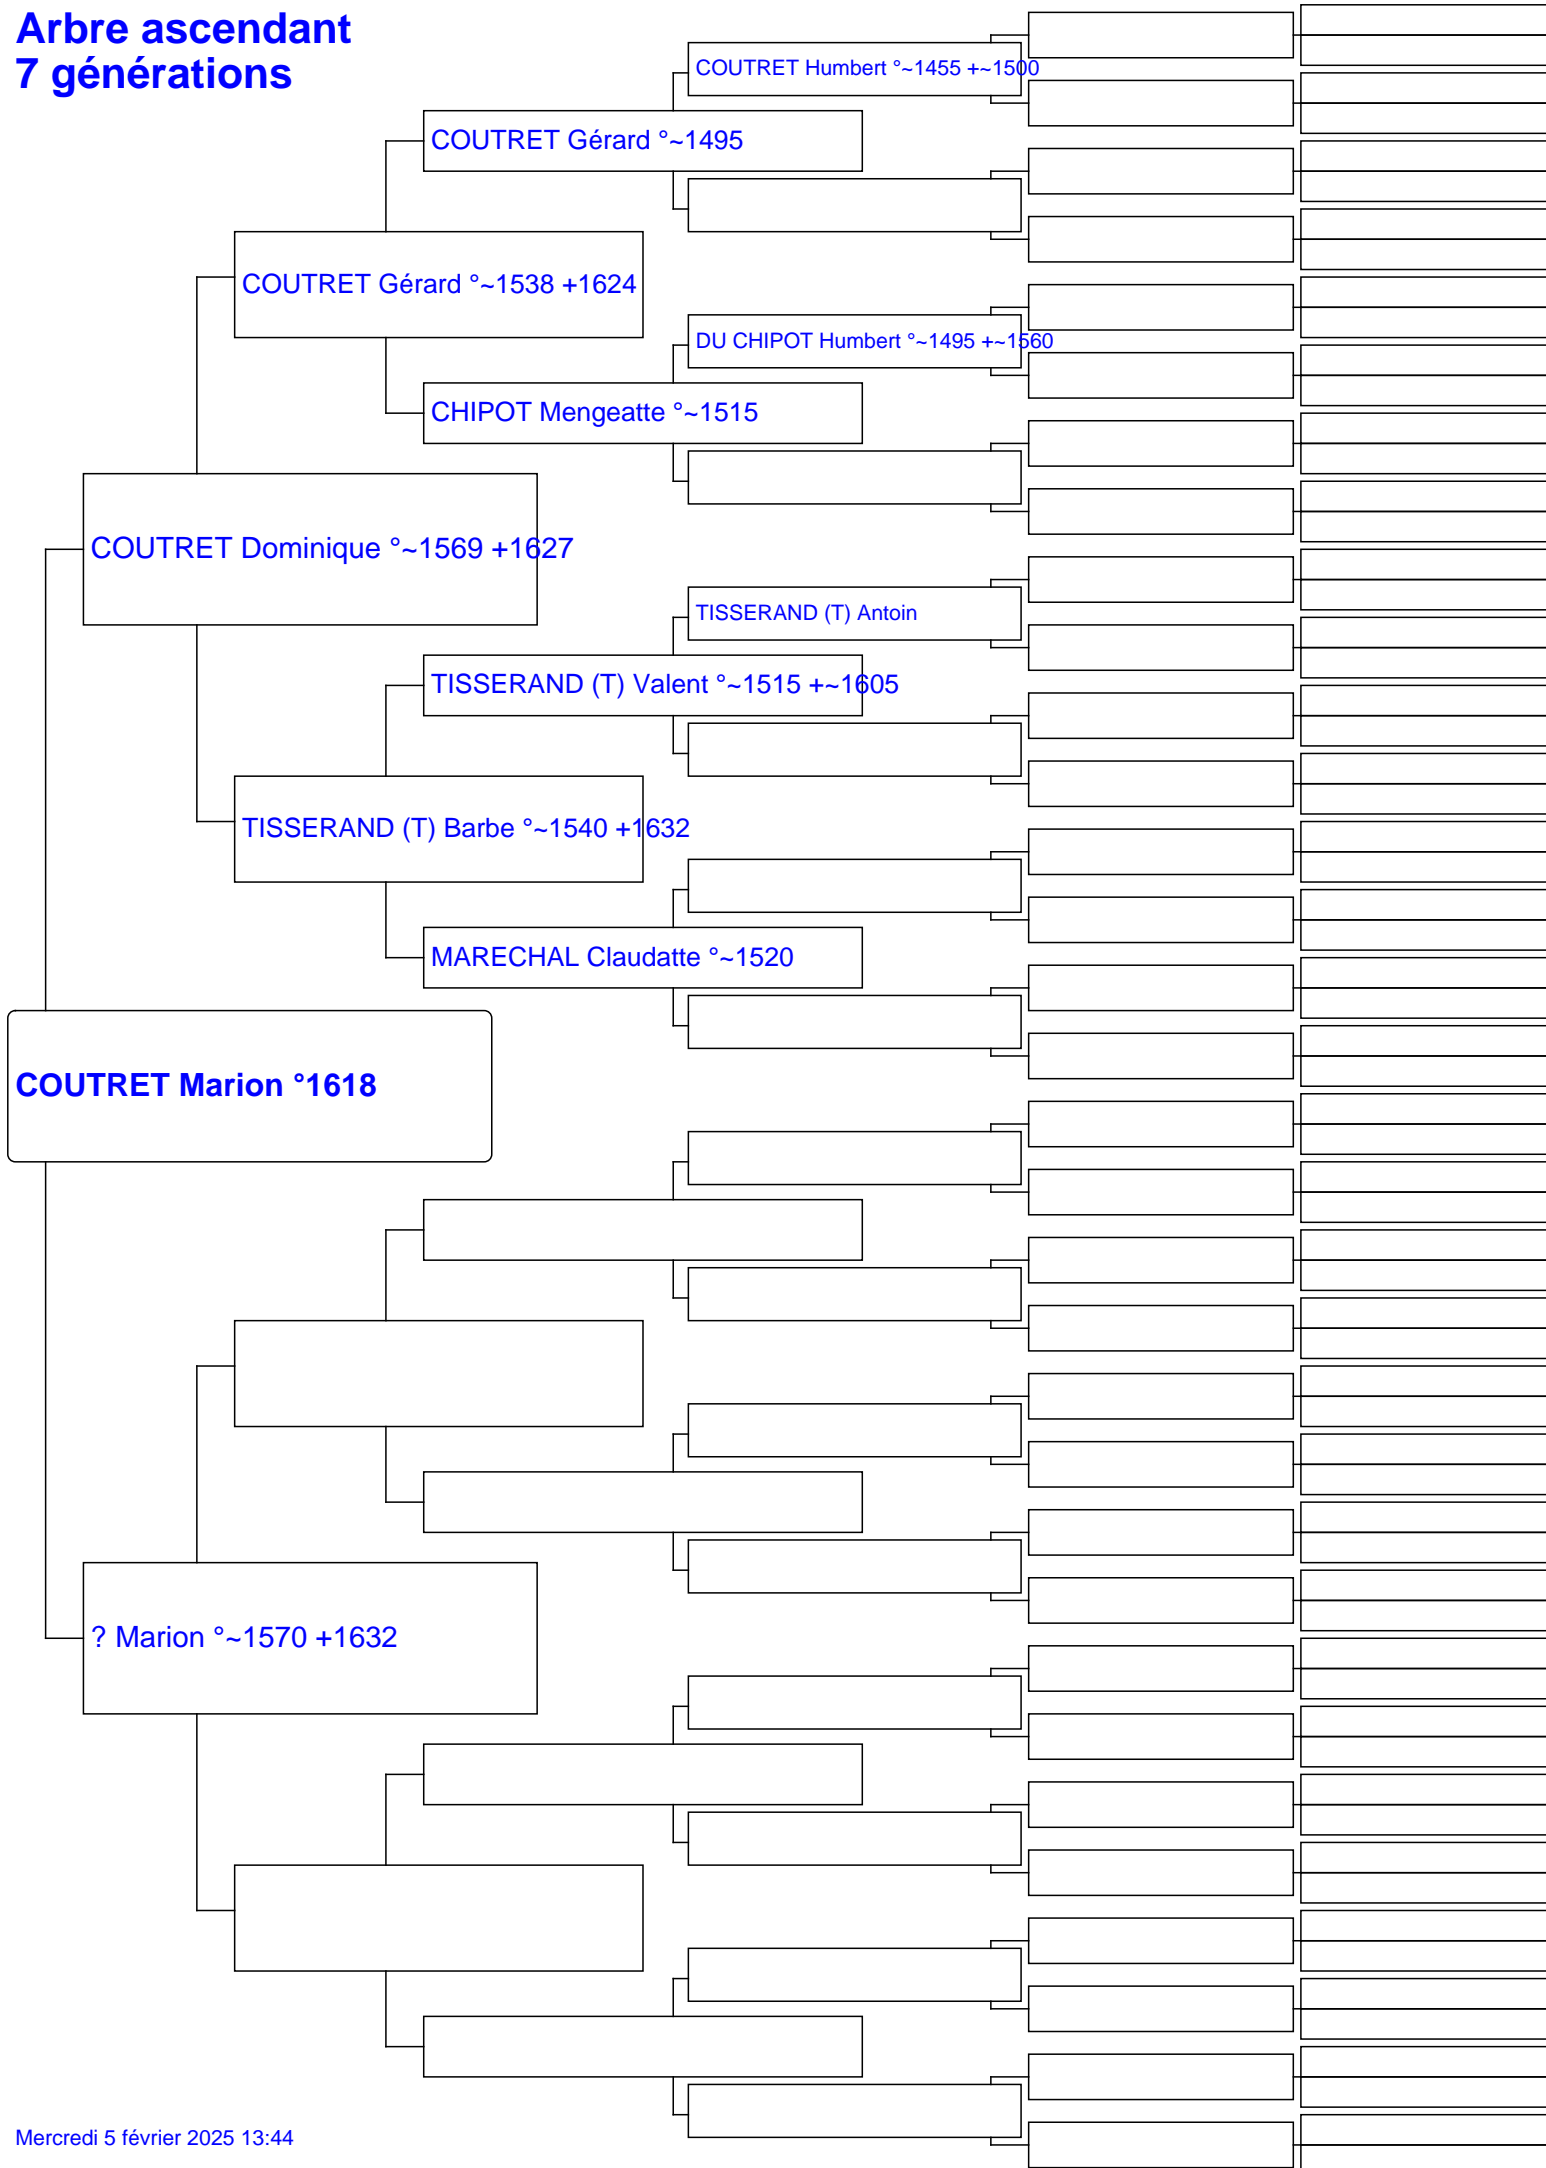 Arbre ascendant
7 générations
COUTRET Humbert °~1455 +~1500
COUTRET Gérard °~1495
COUTRET Gérard °~1538 +1624
DU CHIPOT Humbert °~1495 +~1560
CHIPOT Mengeatte °~1515
COUTRET Dominique °~1569 +1627
TISSERAND (T) Antoin
TISSERAND (T) Valent °~1515 +~1605
TISSERAND (T) Barbe °~1540 +1632
MARECHAL Claudatte °~1520
COUTRET Marion °1618
? Marion °~1570 +1632
Mercredi 5 février 2025 13:44